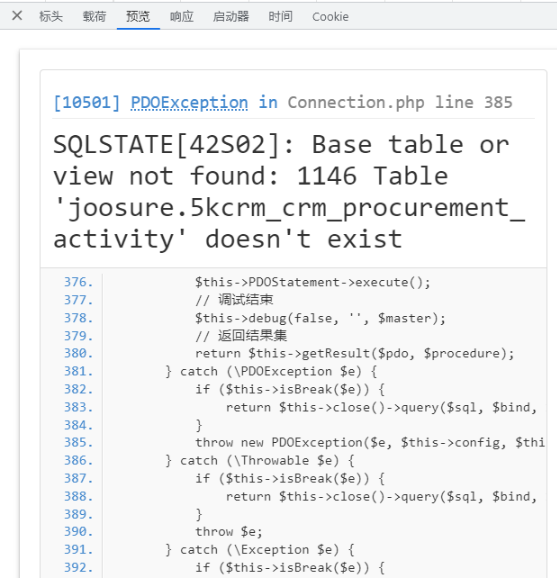 标头 载荷 预览 响应 启动器 时间 Cookie
[10501] PDOException in Connection.php line 385
SQLSTATE[42S02]: Base table or
view not found: 1146 Table
'joosure.5kcrm_crm_procurement_
activity' doesn't exist
376. $this->PDOStatement->execute();
377. // 调试结束
378. $this->debug(false, '', $master);
379. // 返回结果集
380. return $this->getResult($pdo, $procedure);
381. } catch (\PDOException $e) {
382. if ($this->isBreak($e)) {
383. return $this->close()->query($sql, $bind,
384. }
385. throw new PDOException($e, $this->config, $thi
386. } catch (\Throwable $e) {
387. if ($this->isBreak($e)) {
388. return $this->close()->query($sql, $bind,
389. }
390. throw $e;
391. } catch (\Exception $e) {
392. if ($this->isBreak($e)) {